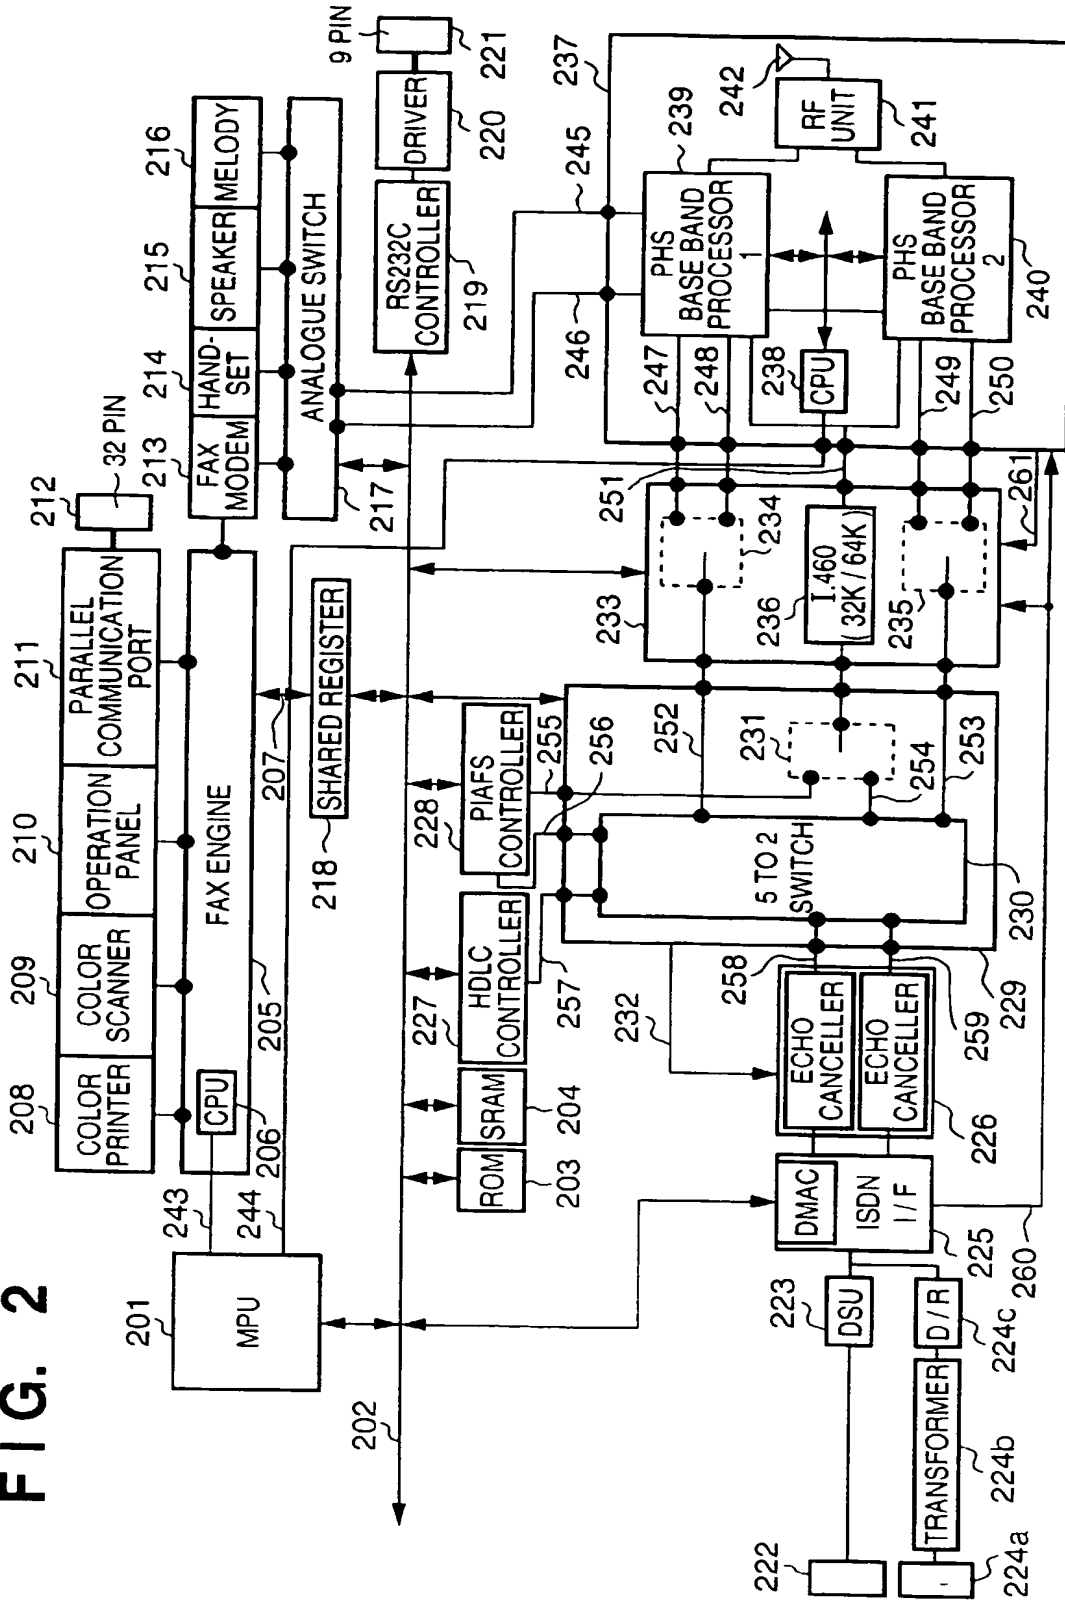 FIG. 2
208
209
210
211
212
32 PIN
COLOR
PRINTER
COLOR
SCANNER
OPERATION
PANEL
PARALLEL
COMMUNICATION
PORT
213
214
215
216
FAX
MODEM
HAND-
SET
SPEAKER
MELODY
9 PIN
201
MPU
243
244
CPU
206
FAX ENGINE
205
207
ANALOGUE SWITCH
217
DRIVER
220
221
RS232C
CONTROLLER
219
218
SHARED REGISTER
202
ROM
203
SRAM
204
227
HDLC
CONTROLLER
257
228
PIAFS
CONTROLLER
255
256
246
245
237
232
252
233
251
247
248
239
PHS
BASE BAND
PROCESSOR
1
242
RF
UNIT
241
234
231
236
I.460
(32K/64K)
238
CPU
5 TO 2
SWITCH
254
253
235
249
250
PHS
BASE BAND
PROCESSOR
2
240
261
230
229
258
259
ECHO
CANCELLER
ECHO
CANCELLER
226
DMAC
ISDN
I/F
225
260
223
DSU
D/R
224c
TRANSFORMER
224b
222
224a